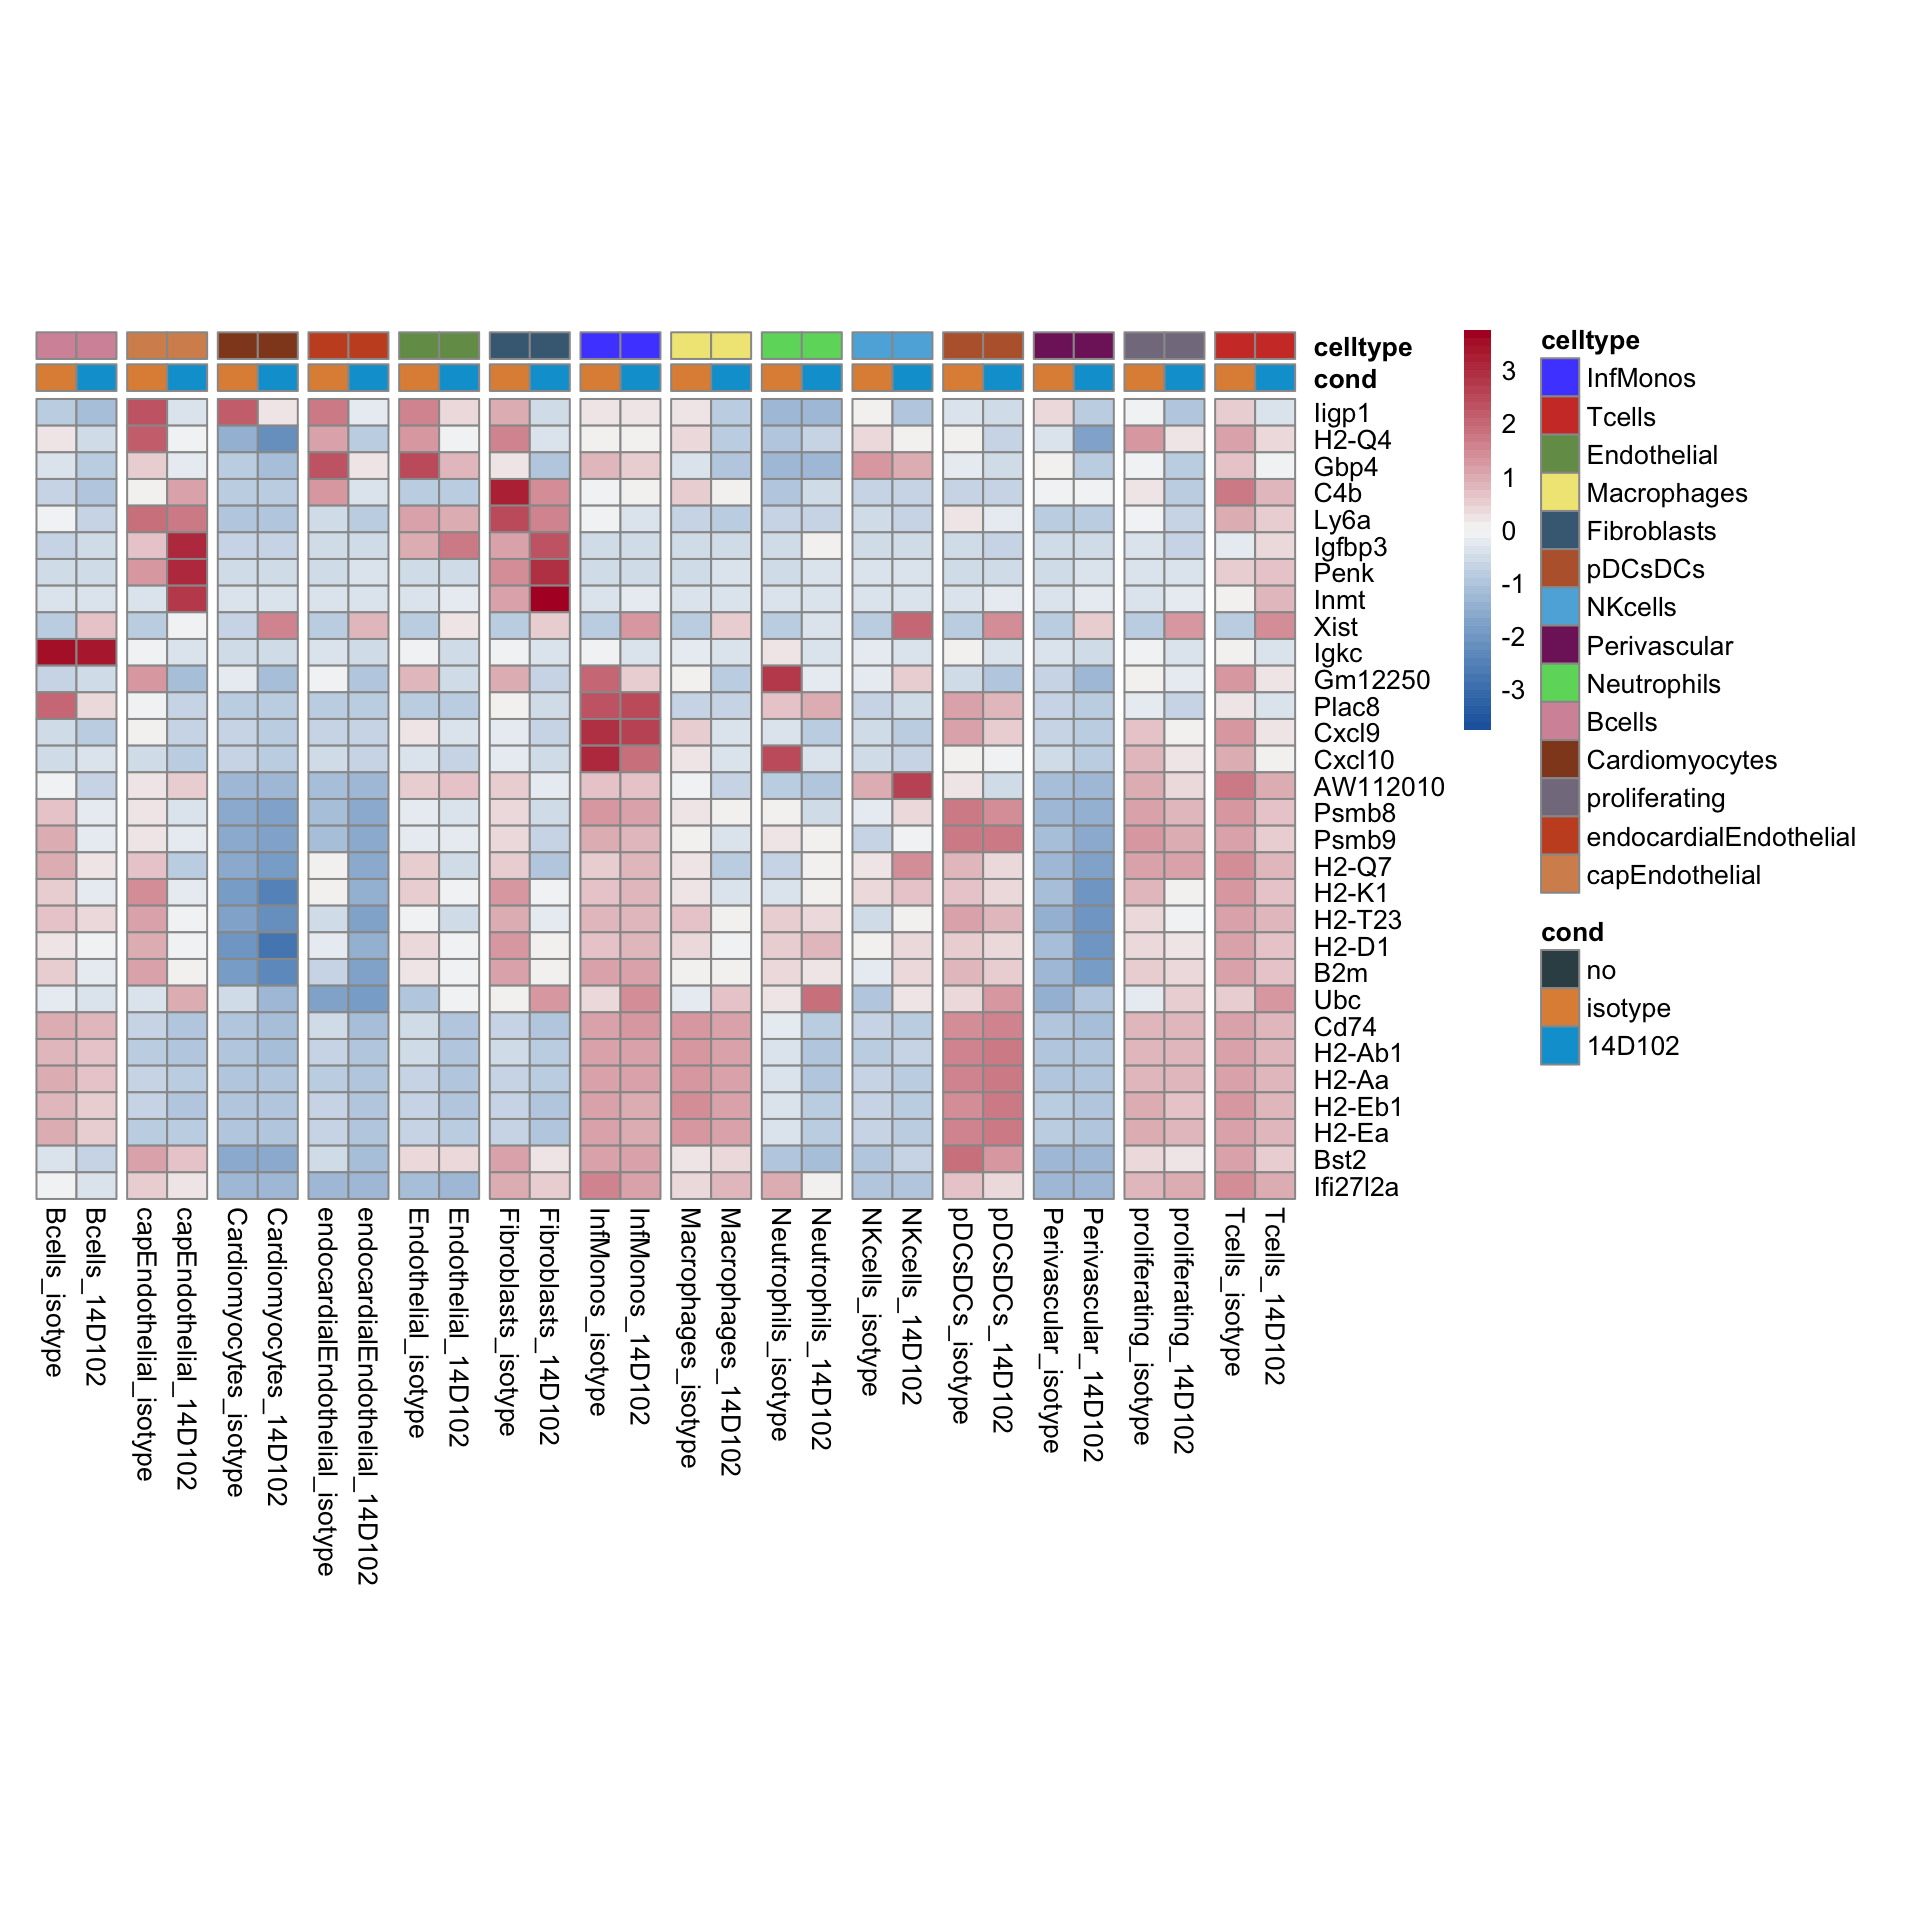 celltype
cond
Iigp1
H2-Q4
Gbp4
C4b
Ly6a
Igfbp3
Penk
Inmt
Xist
Igkc
Gm12250
Plac8
Cxcl9
Cxcl10
AW112010
Psmb8
Psmb9
H2-Q7
H2-K1
H2-T23
H2-D1
B2m
Ubc
Cd74
H2-Ab1
H2-Aa
H2-Eb1
H2-Ea
Bst2
Ifi27l2a
Bcells_isotype
Bcells_14D102
capEndothelial_isotype
capEndothelial_14D102
Cardiomyocytes_isotype
Cardiomyocytes_14D102
endocardialEndothelial_isotype
endocardialEndothelial_14D102
Endothelial_isotype
Endothelial_14D102
Fibroblasts_isotype
Fibroblasts_14D102
InfMonos_isotype
InfMonos_14D102
Macrophages_isotype
Macrophages_14D102
Neutrophils_isotype
Neutrophils_14D102
NKcells_isotype
NKcells_14D102
pDCsDCs_isotype
pDCsDCs_14D102
Perivascular_isotype
Perivascular_14D102
proliferating_isotype
proliferating_14D102
Tcells_isotype
Tcells_14D102
3
2
1
0
-1
-2
-3
celltype
InfMonos
Tcells
Endothelial
Macrophages
Fibroblasts
pDCsDCs
NKcells
Perivascular
Neutrophils
Bcells
Cardiomyocytes
proliferating
endocardialEndothelial
capEndothelial
cond
no
isotype
14D102